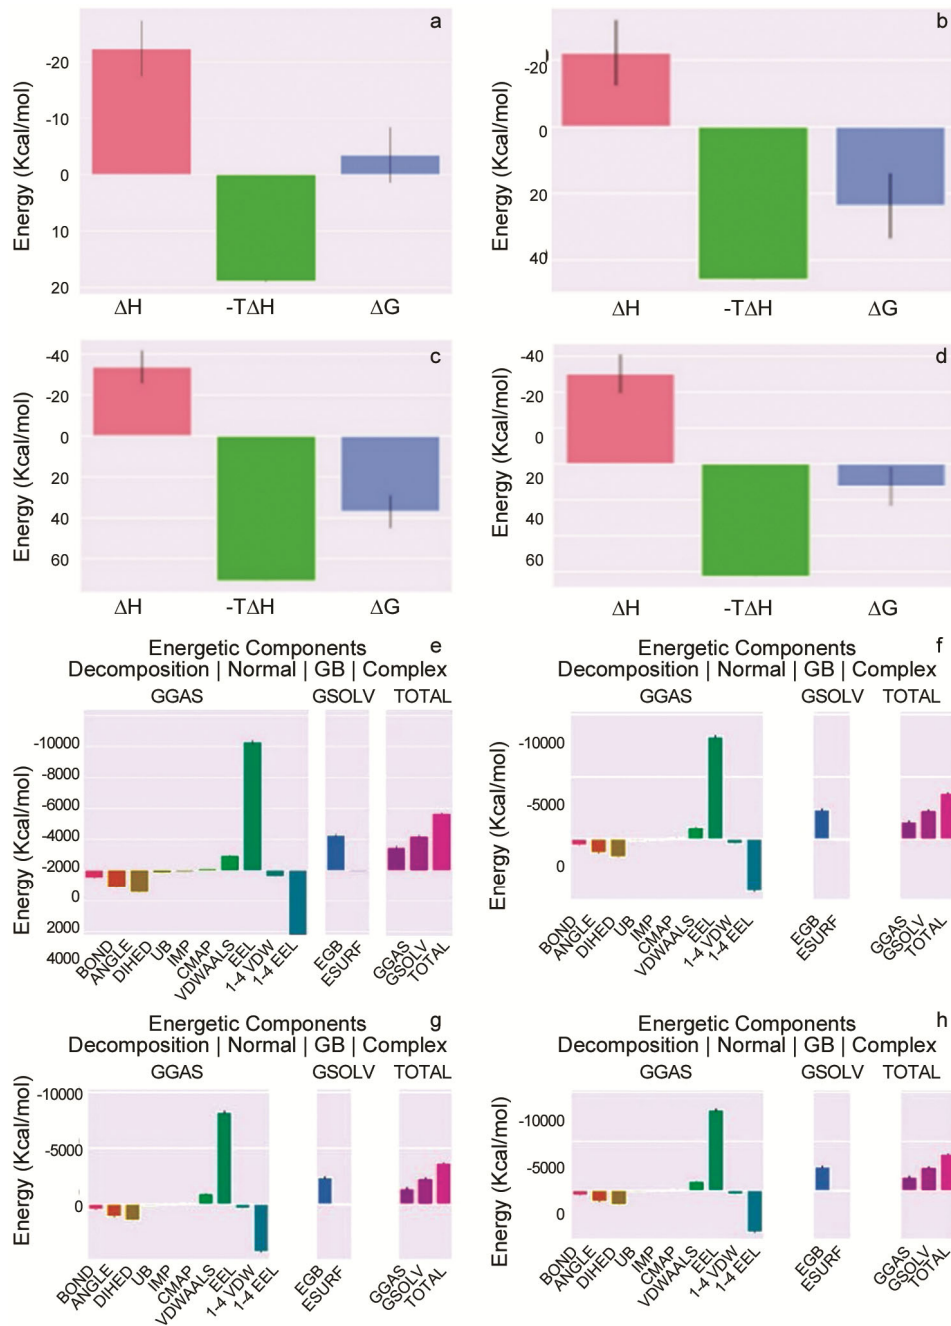 a
Energy (Kcal/mol)
-20
-10
0
10
20
ΔH
-TΔH
ΔG
b
Energy (Kcal/mol)
-20
0
20
40
ΔH
-TΔH
ΔG
c
Energy (Kcal/mol)
-40
-20
0
20
40
60
ΔH
-TΔH
ΔG
d
Energy (Kcal/mol)
-40
-20
0
20
40
60
ΔH
-TΔH
ΔG
Energetic Components
e
Decomposition | Normal | GB | Complex
GGAS
GSOLV
TOTAL
Energy (Kcal/mol)
-10000
-8000
-6000
-4000
-2000
0
2000
4000
BOND
ANGLE
DIHED
UB
IMP
CMAP
VDWAALS
EEL
1-4 VDW
1-4 EEL
EGB
ESURF
GGAS
GSOLV
TOTAL
Energetic Components
f
Decomposition | Normal | GB | Complex
GGAS
GSOLV
TOTAL
Energy (Kcal/mol)
-10000
-5000
0
BOND
ANGLE
DIHED
UB
IMP
CMAP
VDWAALS
EEL
1-4 VDW
1-4 EEL
EGB
ESURF
GGAS
GSOLV
TOTAL
Energetic Components
g
Decomposition | Normal | GB | Complex
GGAS
GSOLV
TOTAL
Energy (Kcal/mol)
-10000
-5000
0
BOND
ANGLE
DIHED
UB
IMP
CMAP
VDWAALS
EEL
1-4 VDW
1-4 EEL
EGB
ESURF
GGAS
GSOLV
TOTAL
Energetic Components
h
Decomposition | Normal | GB | Complex
GGAS
GSOLV
TOTAL
Energy (Kcal/mol)
-10000
-5000
0
BOND
ANGLE
DIHED
UB
IMP
CMAP
VDWAALS
EEL
1-4 VDW
1-4 EEL
EGB
ESURF
GGAS
GSOLV
TOTAL